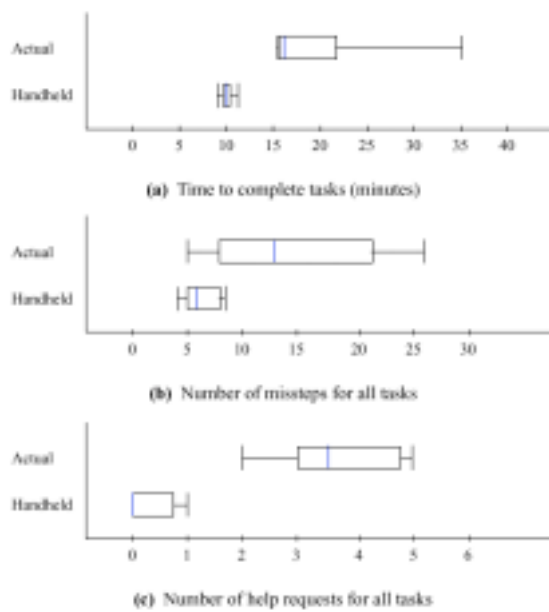 Actual
Handheld
0 5 10 15 20 25 30 35 40
(a) Time to complete tasks (minutes)
Actual
Handheld
0 5 10 15 20 25 30
(b) Number of missteps for all tasks
Actual
Handheld
0 1 2 3 4 5 6
(c) Number of help requests for all tasks